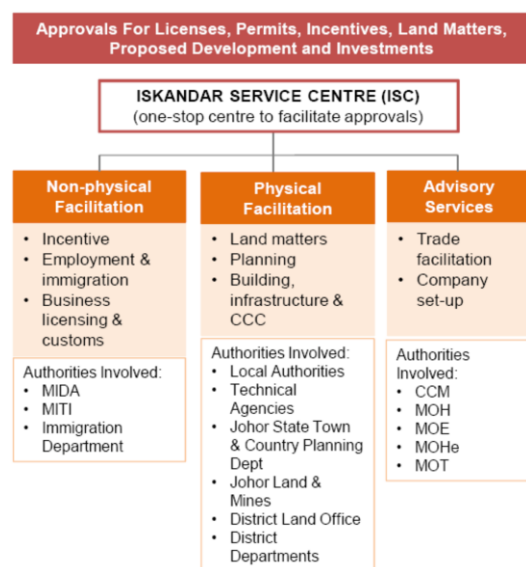 Approvals For Licenses, Permits, Incentives, Land Matters,
Proposed Development and Investments
ISKANDAR SERVICE CENTRE (ISC)
(one-stop centre to facilitate approvals)
Non-physical
Facilitation
• Incentive
• Employment &
immigration
• Business
licensing &
customs
Authorities Involved:
• MIDA
• MITI
• Immigration
Department
Physical
Facilitation
• Land matters
• Planning
• Building,
infrastructure &
CCC
Authorities Involved:
• Local Authorities
• Technical
Agencies
• Johor State Town
& Country Planning
Dept
• Johor Land &
Mines
• District Land Office
• District
Departments
Advisory
Services
• Trade
facilitation
• Company
set-up
Authorities
Involved:
• CCM
• MOH
• MOE
• MOHe
• MOT